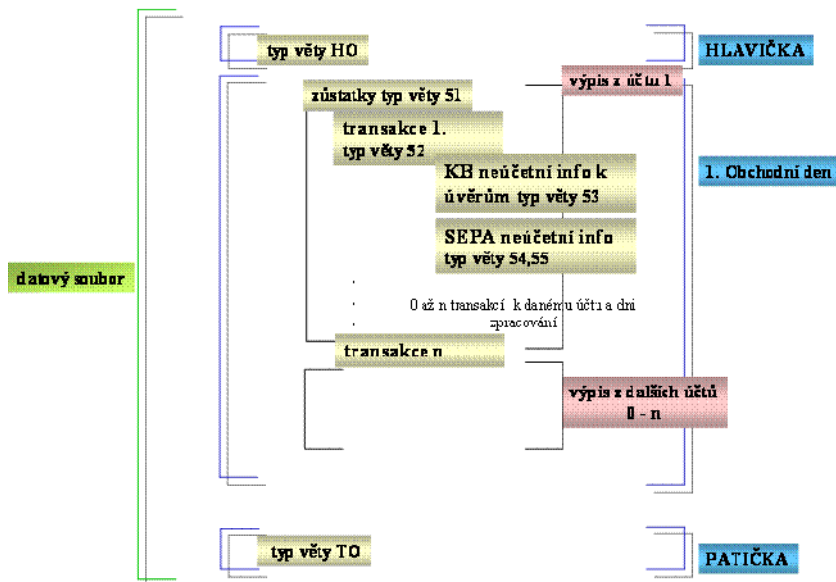 typ věty HO
HLAVIČKA
výpis z účtu 1
zůstatky typ věty 51
transakce 1.
typ věty 52
KB neúčetní info k
úvěrům typ věty 53
1. Obchodní den
SEPA neúčetní info
typ věty 54,55
datový soubor
0 až n transakcí k danému účtu a dni
zpracování
transakce n
výpis z dalších účtů
0 - n
typ věty TO
PATIČKA